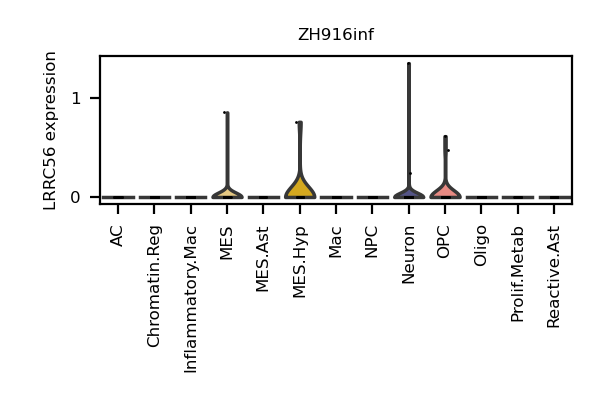 ZH916inf
LRRC56 expression
1
0
AC
Chromatin.Reg
Inflammatory.Mac
MES
MES.Ast
MES.Hyp
Mac
NPC
Neuron
OPC
Oligo
Prolif.Metab
Reactive.Ast